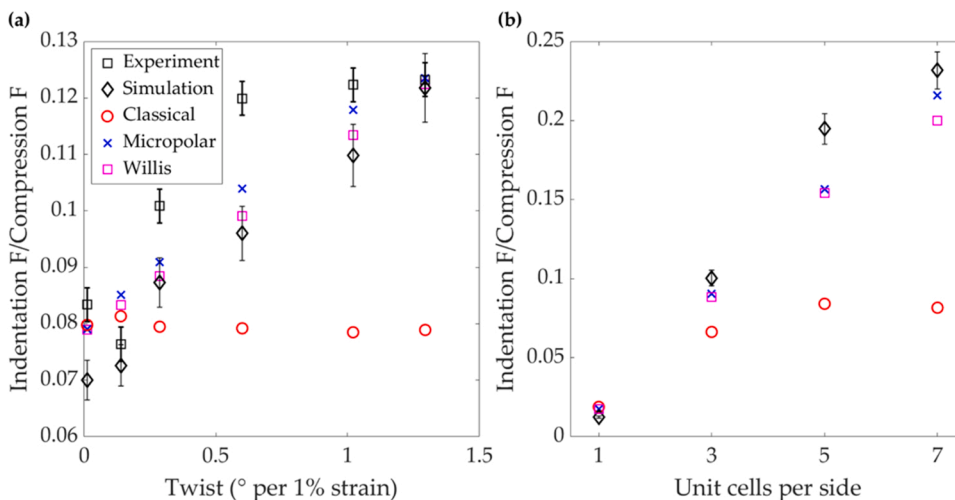 (a)
0.13
0.12
0.11
0.1
0.09
0.08
0.07
0.06
Indentation F/Compression F
Experiment
Simulation
Classical
Micropolar
Willis
0
0.5
1
1.5
Twist (° per 1% strain)
(b)
0.25
0.2
0.15
0.1
0.05
0
Indentation F/Compression F
1
3
5
7
Unit cells per side